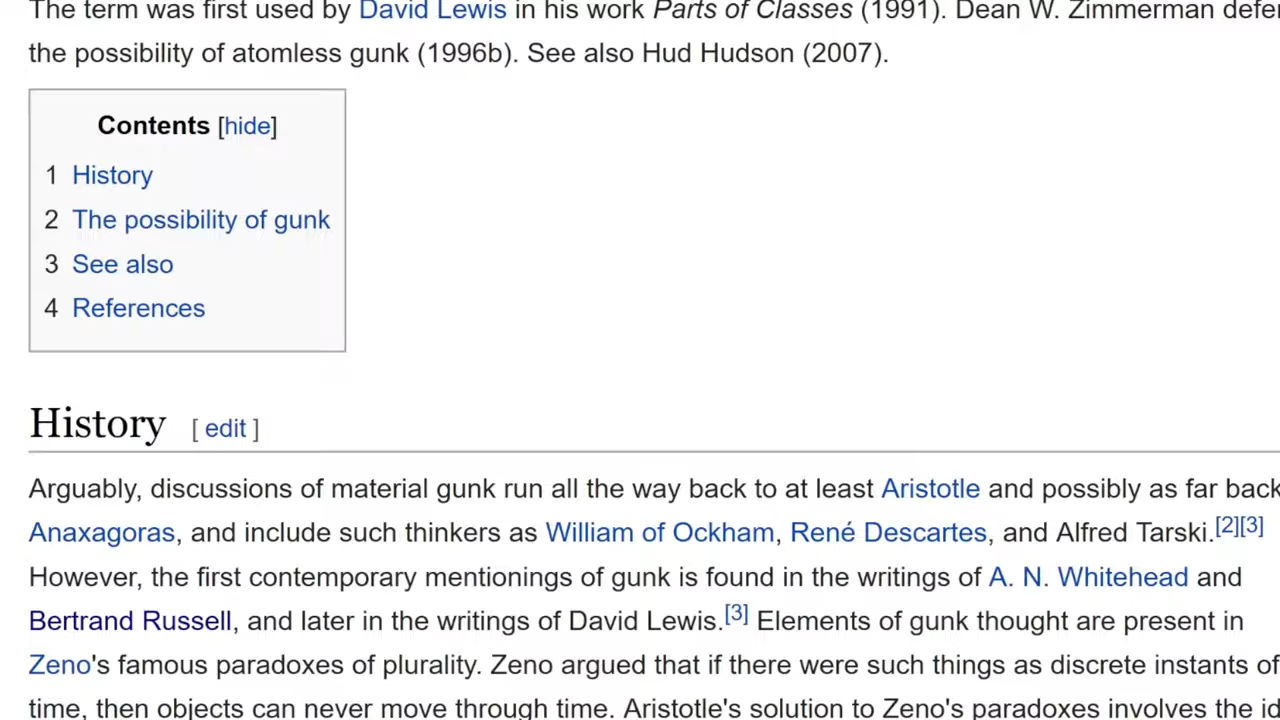 The term was first used by David Lewis in his work Parts of Classes (1991). Dean W. Zimmerman
the possibility of atomless gunk (1996b). See also Hud Hudson (2007).
Contents [hide]
1 History
2 The possibility of gunk
3 See also
4 References
History [ edit ]
Arguably, discussions of material gunk run all the way back to at least Aristotle and possibly as far back
Anaxagoras, and include such thinkers as William of Ockham, René Descartes, and Alfred Tarski.[2][3]
However, the first contemporary mentionings of gunk is found in the writings of A. N. Whitehead and
Bertrand Russell, and later in the writings of David Lewis.[3] Elements of gunk thought are present in
Zeno's famous paradoxes of plurality. Zeno argued that if there were such things as discrete instants of
time, then objects can never move through time. Aristotle's solution to Zeno's paradoxes involves the